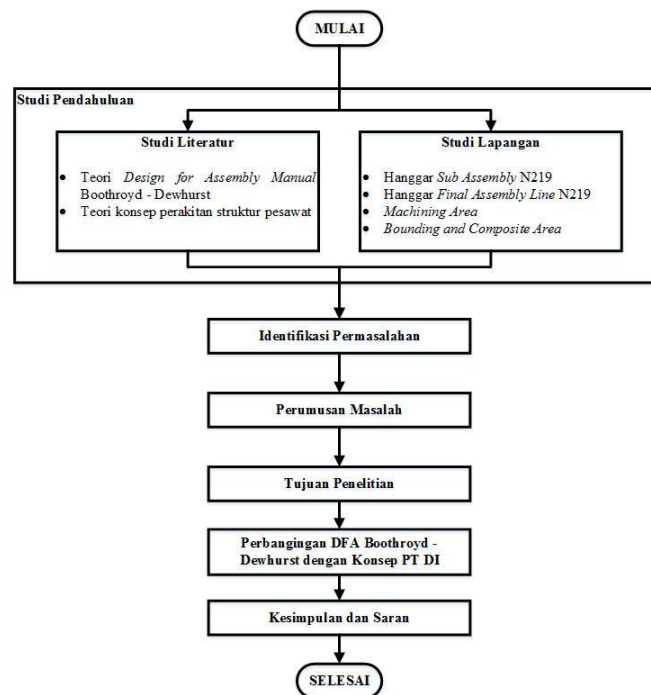 MULAI
Studi Pendahuluan
Studi Literatur
• Teori Design for Assembly Manual
Boothroyd - Dewhurst
• Teori konsep perakitan struktur pesawat
Studi Lapangan
• Hanggar Sub Assembly N219
• Hanggar Final Assembly Line N219
• Machining Area
• Bounding and Composite Area
Identifikasi Permasalahan
Perumusan Masalah
Tujuan Penelitian
Perbangingan DFA Boothroyd -
Dewhurst dengan Konsep PT DI
Kesimpulan dan Saran
SELESAI